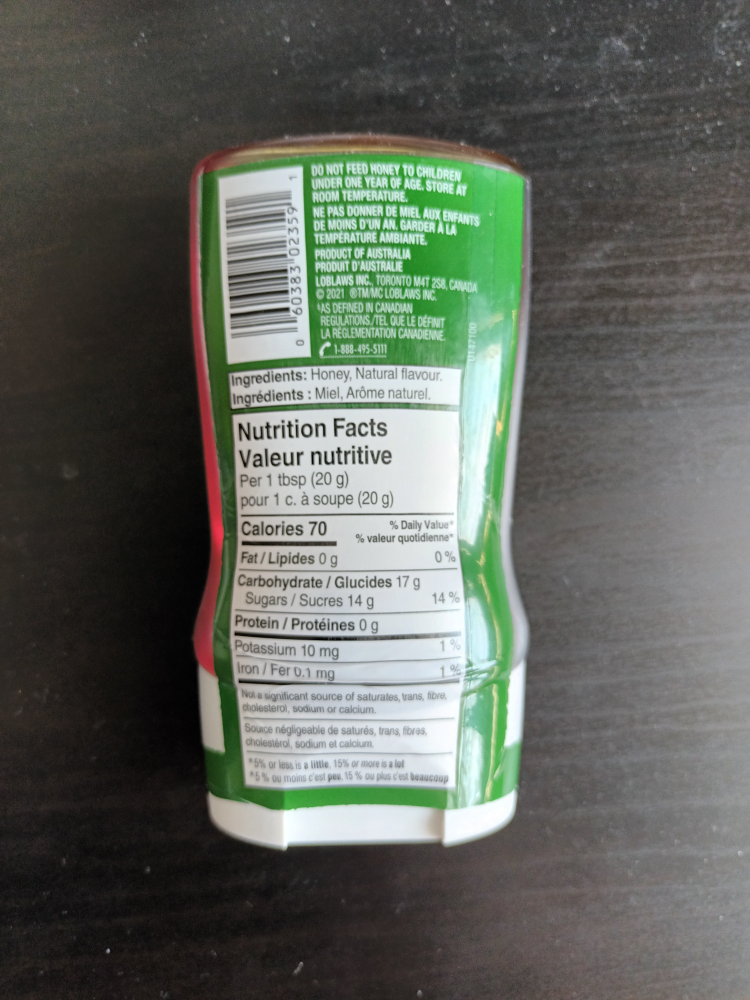 DO NOT FEED HONEY TO CHILDREN
UNDER ONE YEAR OF AGE. STORE AT
ROOM TEMPERATURE.
NE PAS DONNER DE MIEL AUX ENFANTS
DE MOINS D'UN AN. GARDER À LA
TEMPÉRATURE AMBIANTE.
PRODUCT OF AUSTRALIA
PRODUIT D'AUSTRALIE
LOBLAWS INC., TORONTO M4T 2S8, CANADA
© 2021 ®TM/MC LOBLAWS INC.
*AS DEFINED IN CANADIAN
REGULATIONS./TEL QUE LE DÉFINIT
LA RÉGLEMENTATION CANADIENNE.
1-888-495-5111
0 60383 02359 1
Ingredients: Honey, Natural flavour.
Ingrédients : Miel, Arôme naturel.
Nutrition Facts
Valeur nutritive
Per 1 tbsp (20 g)
pour 1 c. à soupe (20 g)
Calories 70 % Daily Value*
% valeur quotidienne*
Fat / Lipides 0 g 0 %
Carbohydrate / Glucides 17 g
Sugars / Sucres 14 g 14 %
Protein / Protéines 0 g
Potassium 10 mg 1 %
Iron / Fer 0.1 mg 1 %
Not a significant source of saturates, trans, fibre,
cholesterol, sodium or calcium.
Source négligeable de saturés, trans, fibres,
cholestérol, sodium et calcium.
*5% or less is a little, 15% or more is a lot
*5 % ou moins c'est peu, 15 % ou plus c'est beaucoup